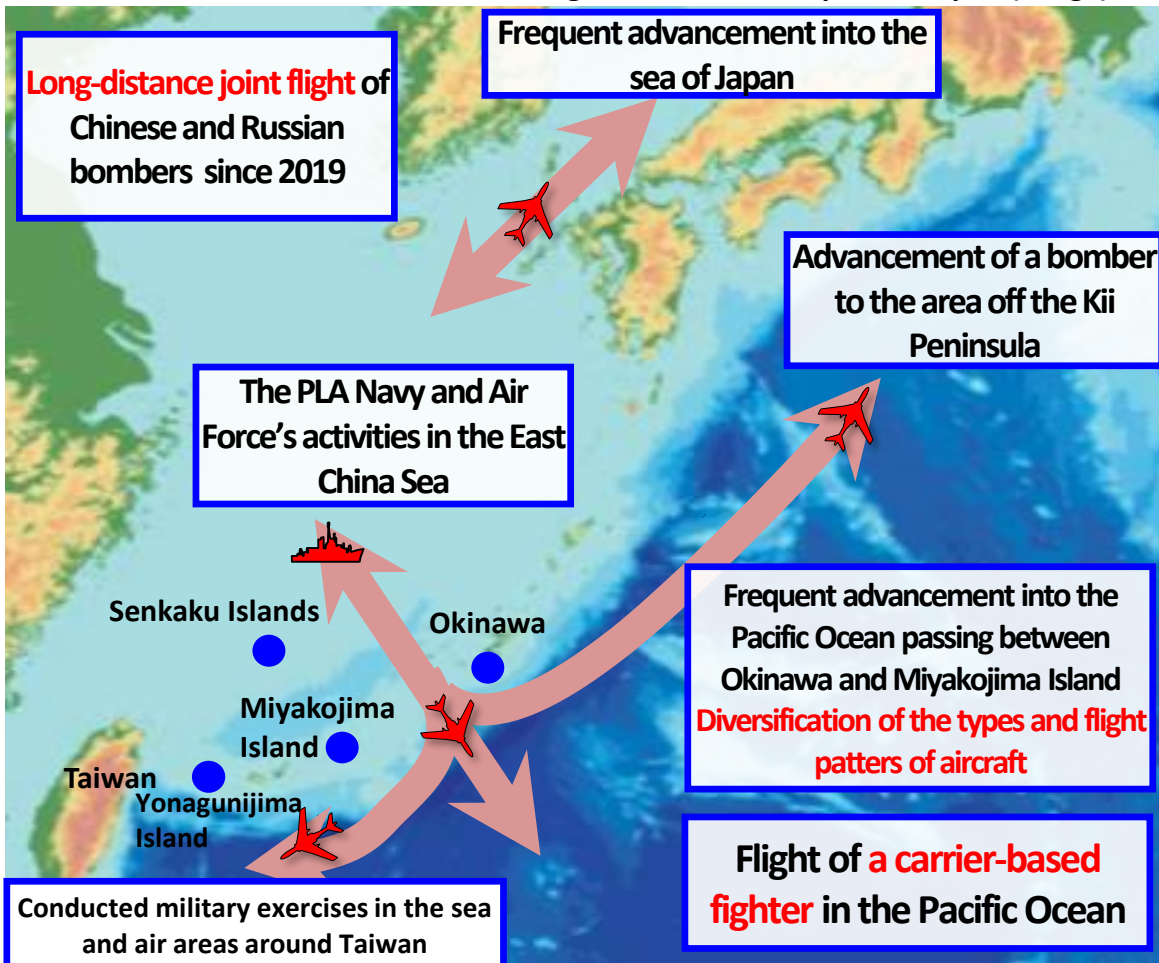 Frequent advancement into the
sea of Japan
Long-distance joint flight of
Chinese and Russian
bombers since 2019
Advancement of a bomber
to the area off the Kii
Peninsula
The PLA Navy and Air
Force's activities in the East
China Sea
Senkaku Islands
Okinawa
Miyakojima
Island
Taiwan
Yonagunijima
Island
Frequent advancement into the
Pacific Ocean passing between
Okinawa and Miyakojima Island
Diversification of the types and flight
patters of aircraft
Flight of a carrier-based
fighter in the Pacific Ocean
Conducted military exercises in the sea
and air areas around Taiwan